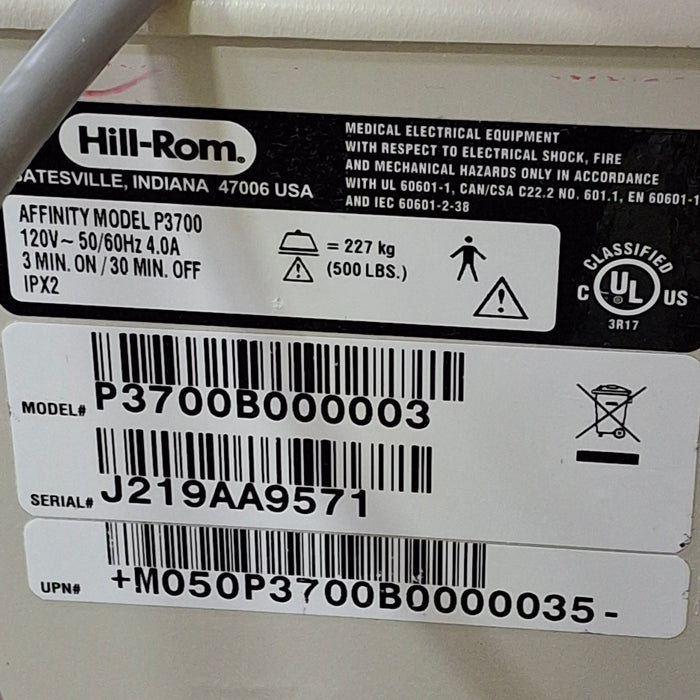 Hill-Rom.
BATESVILLE, INDIANA 47006 USA
MEDICAL ELECTRICAL EQUIPMENT
WITH RESPECT TO ELECTRICAL SHOCK, FIRE
AND MECHANICAL HAZARDS ONLY IN ACCORDANCE
WITH UL 60601-1, CAN/CSA C22.2 NO. 601.1, EN 60601-1
AND IEC 60601-2-38
AFFINITY MODEL P3700
120V~ 50/60Hz 4.0A
3 MIN. ON / 30 MIN. OFF
IPX2
= 227 kg
(500 LBS.)
CLASSIFIED
C UL US
3R17
MODEL# P3700B000003
SERIAL# J219AA9571
UPN# +M050P3700B0000035-